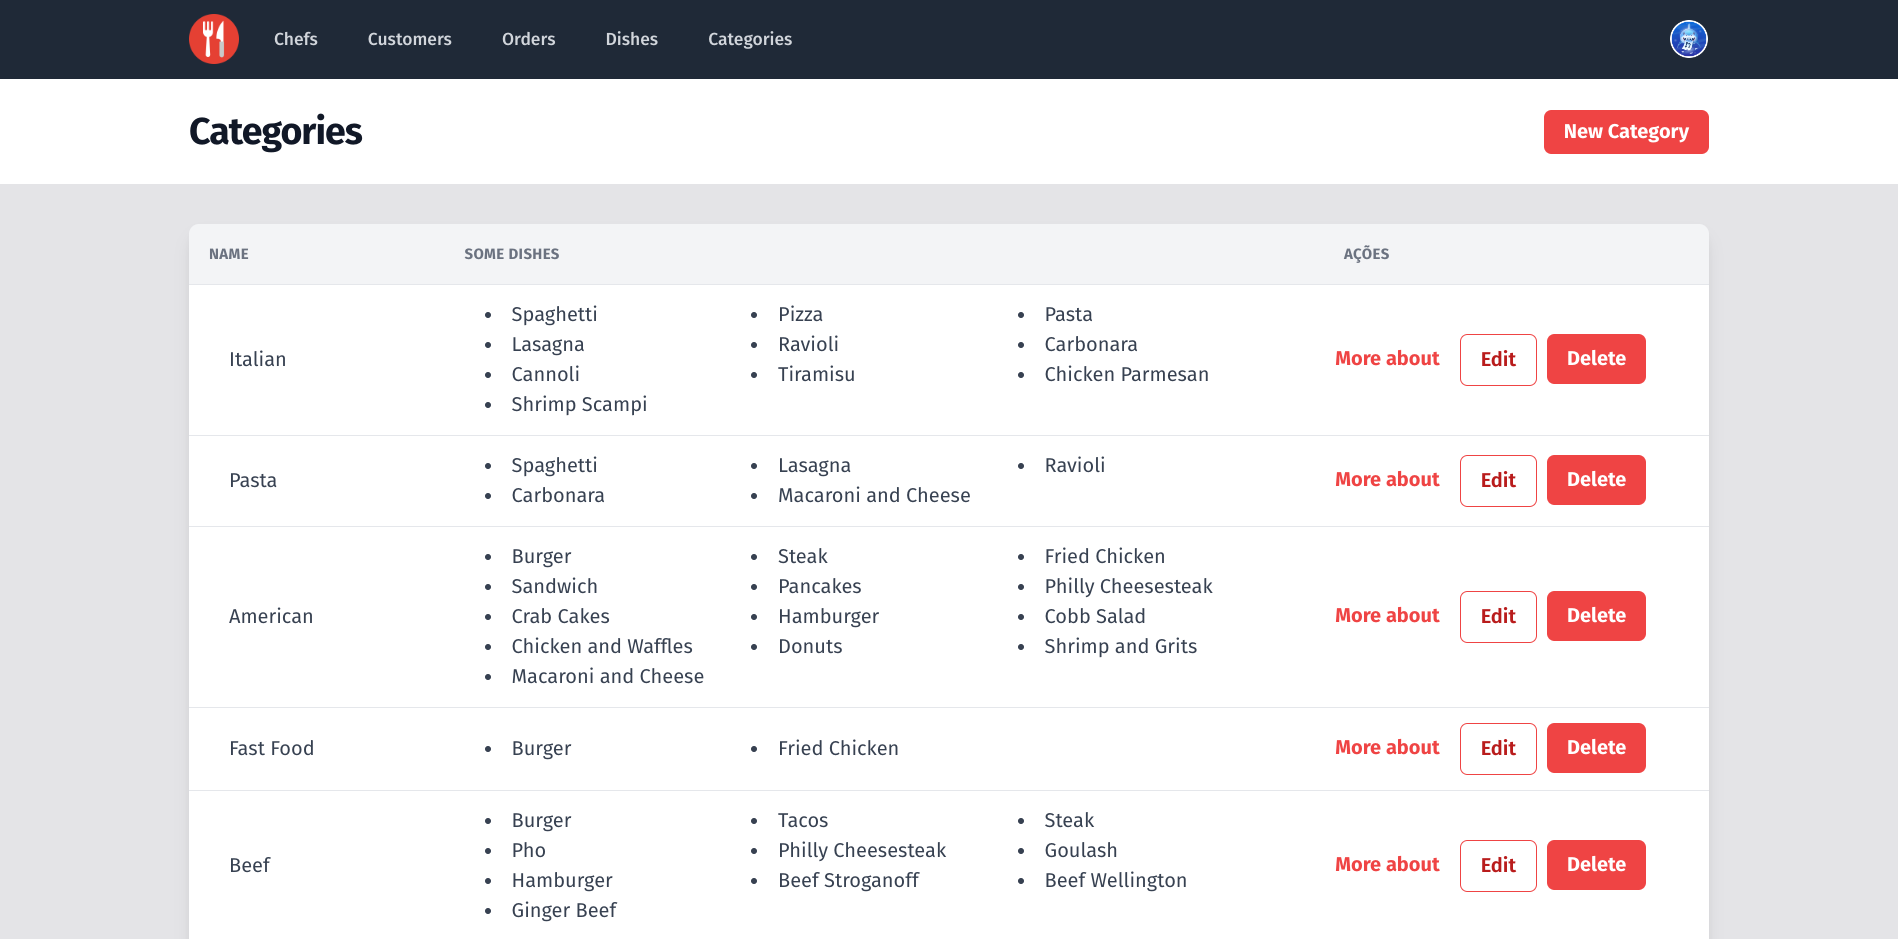 Chefs Customers Orders Dishes Categories
Categories
New Category
NAME SOME DISHES AÇÕES
Italian
Spaghetti Pizza Pasta
Lasagna Ravioli Carbonara
Cannoli Tiramisu Chicken Parmesan
Shrimp Scampi
More about Edit Delete
Pasta
Spaghetti Lasagna Ravioli
Carbonara Macaroni and Cheese
More about Edit Delete
American
Burger Steak Fried Chicken
Sandwich Pancakes Philly Cheesesteak
Crab Cakes Hamburger Cobb Salad
Chicken and Waffles Donuts Shrimp and Grits
Macaroni and Cheese
More about Edit Delete
Fast Food
Burger Fried Chicken
More about Edit Delete
Beef
Burger Tacos Steak
Pho Philly Cheesesteak Goulash
Hamburger Beef Stroganoff Beef Wellington
Ginger Beef
More about Edit Delete